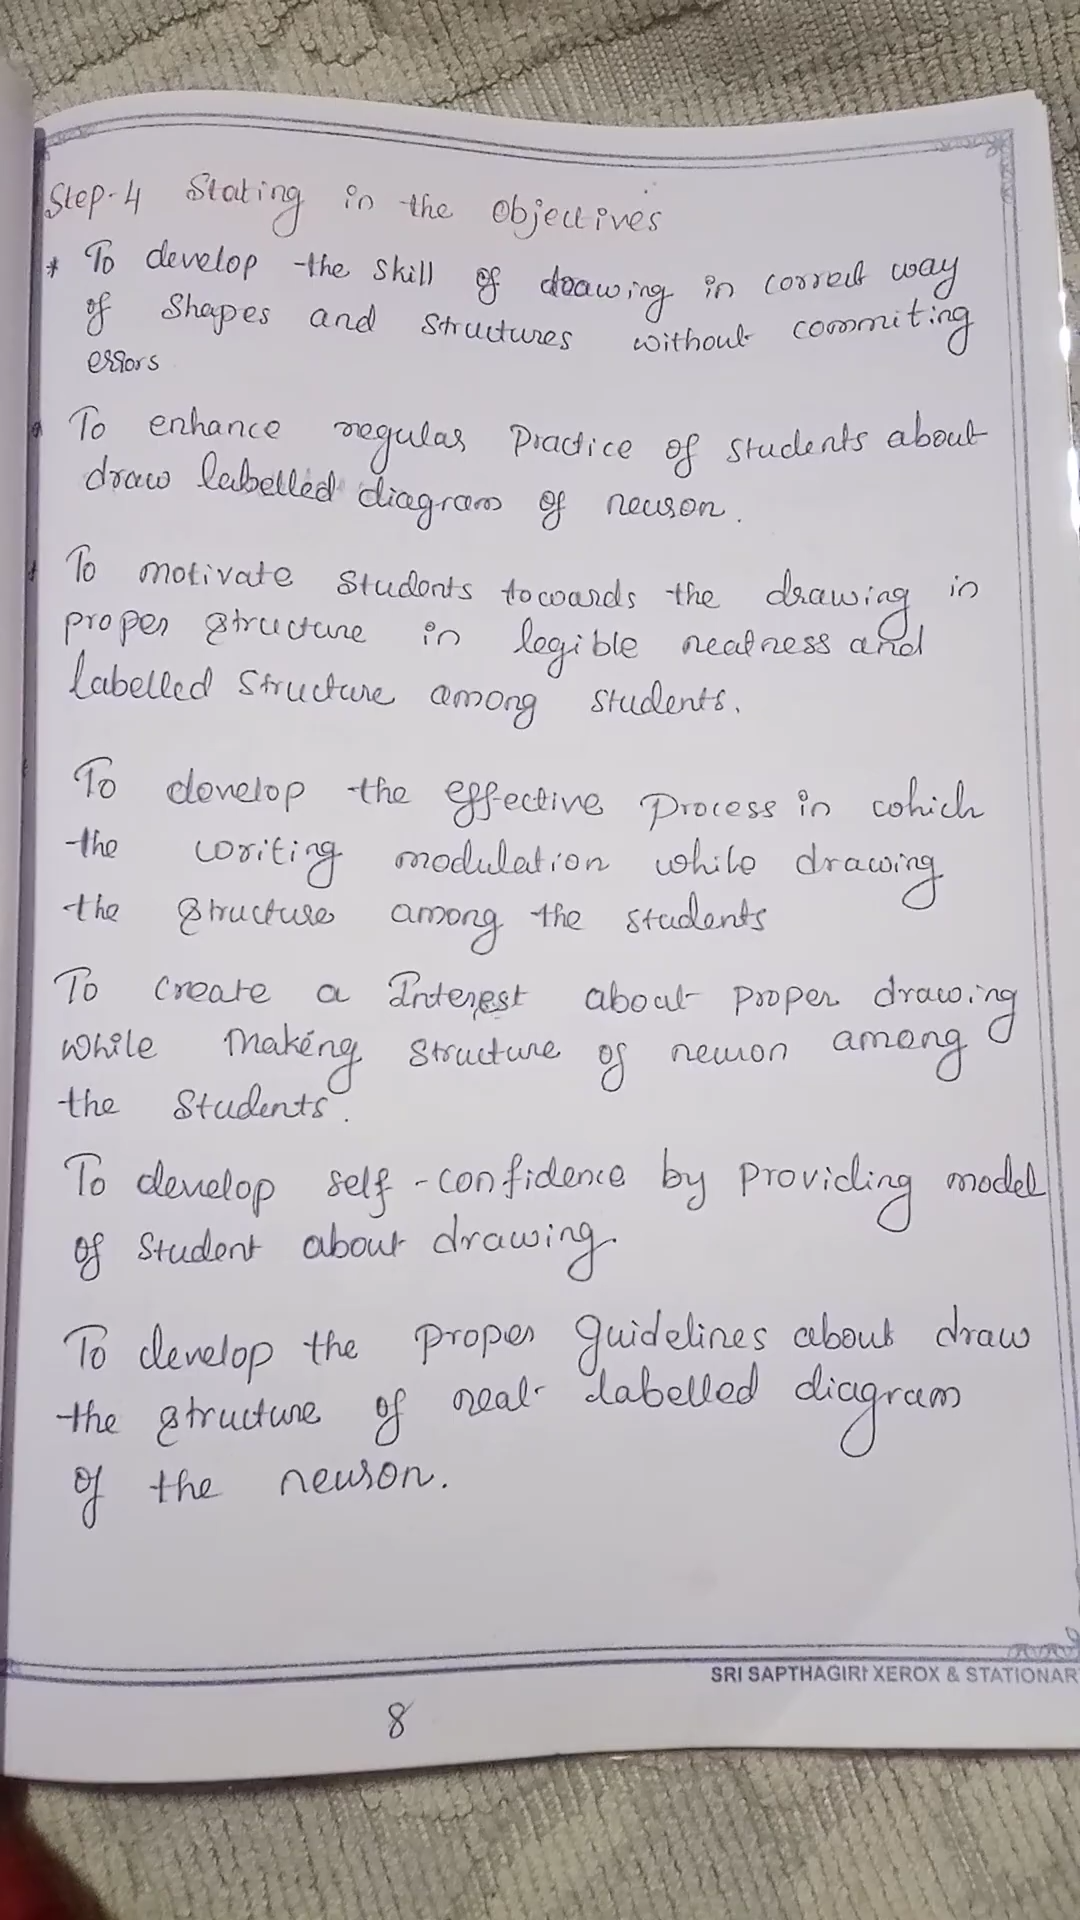 Step-4 Stating in the Objectives
* To develop the skill of drawing in correct way
of Shapes and structures without commiting
errors
* To enhance regular Practice of students about
draw labelled diagram of neuron.
* To motivate students towards the drawing in
proper structure in legible neatness and
labelled structure among students.
To develop the effective Process in which
the writing modulation while drawing
the structure among the students
To create a Interest about proper drawing
while making structure of neuron among
the students.
To develop self-confidence by providing model
of student about drawing.
To develop the proper guidelines about draw
the structure of neat labelled diagram
of the neuron.
SRI SAPTHAGIRI XEROX & STATIONAR
8